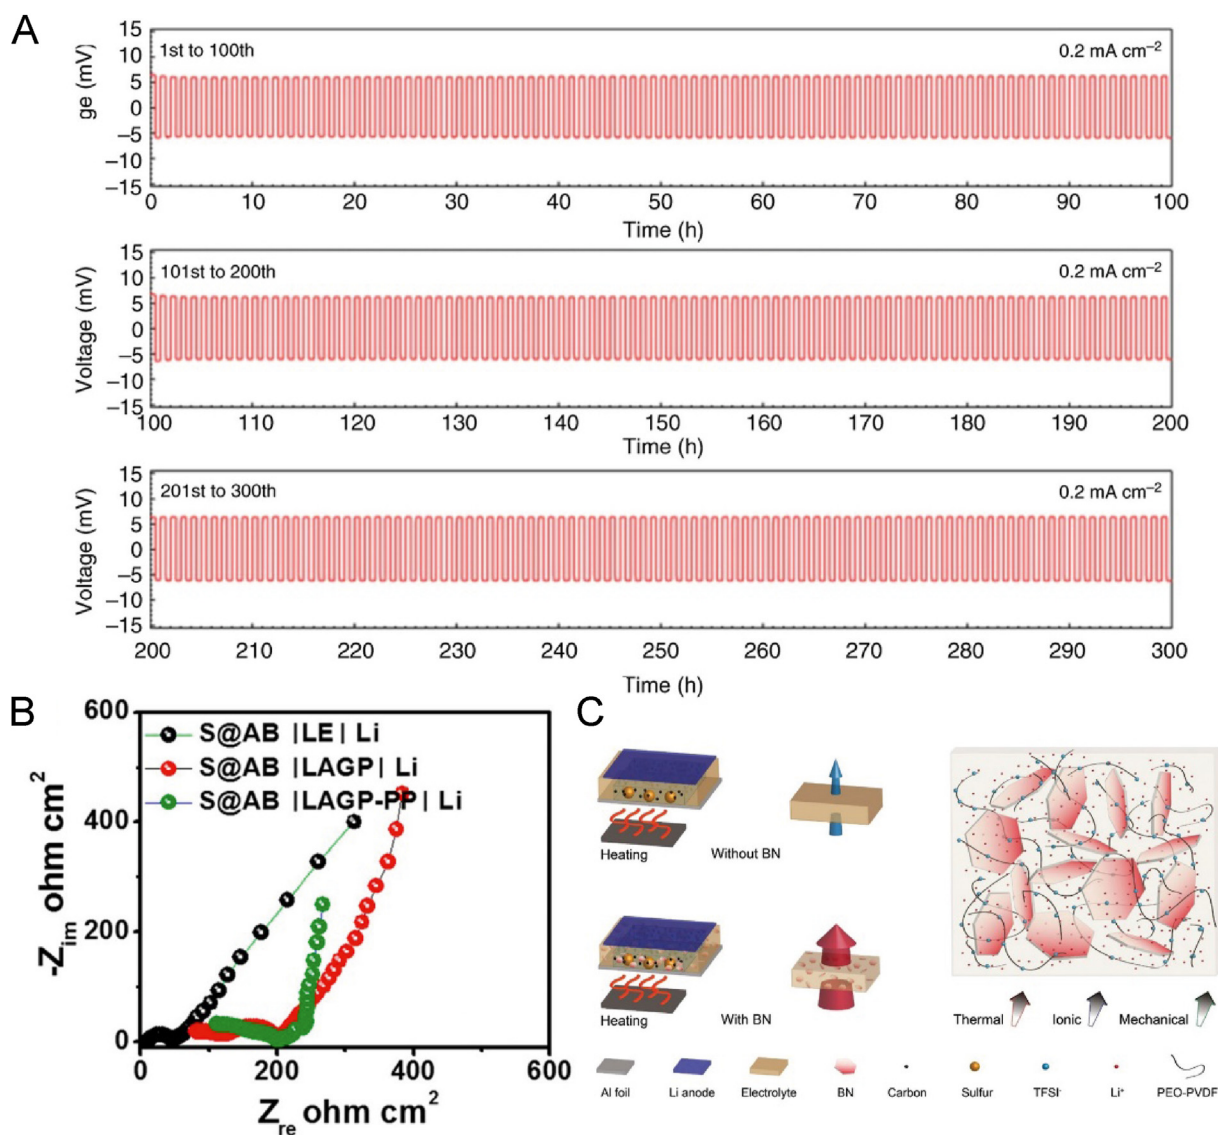 A
15
10
5
0
−5
−10
−15
ge (mV)
1st to 100th
0.2 mA cm⁻²
0 10 20 30 40 50 60 70 80 90 100
Time (h)
15
10
5
0
−5
−10
−15
Voltage (mV)
101st to 200th
0.2 mA cm⁻²
100 110 120 130 140 150 160 170 180 190 200
Time (h)
15
10
5
0
−5
−10
−15
Voltage (mV)
201st to 300th
0.2 mA cm⁻²
200 210 220 230 240 250 260 270 280 290 300
Time (h)
B
600
400
200
0
-Zim ohm cm²
S@AB |LE| Li
S@AB |LAGP| Li
S@AB |LAGP-PP| Li
0 200 400 600
Zre ohm cm²
C
Heating Without BN
Heating With BN
Thermal Ionic Mechanical
Al foil Li anode Electrolyte BN Carbon Sulfur TFSI⁻ Li⁺ PEO-PVDF